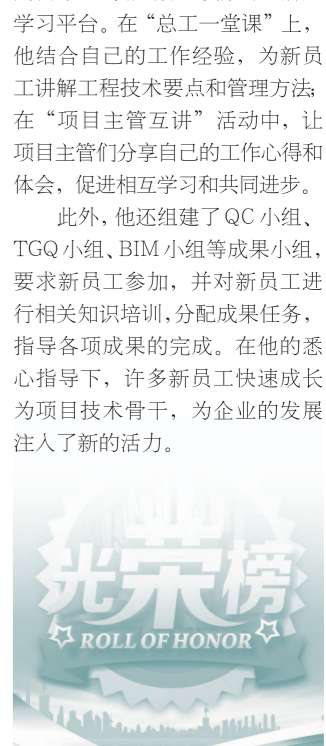 学习平台。在“总工一堂课”上，
他结合自己的工作经验，为新员
工讲解工程技术要点和管理方法；
在“项目主管互讲”活动中，让
项目主管们分享自己的工作心得和
体会，促进相互学习和共同进步。
此外，他还组建了QC小组、
TGQ小组、BIM小组等成果小组，
要求新员工参加，并对新员工进
行相关知识培训，分配成果任务，
指导各项成果的完成。在他的悉
心指导下，许多新员工快速成长
为项目技术骨干，为企业的发展
注入了新的活力。
光荣榜
ROLL OF HONOR